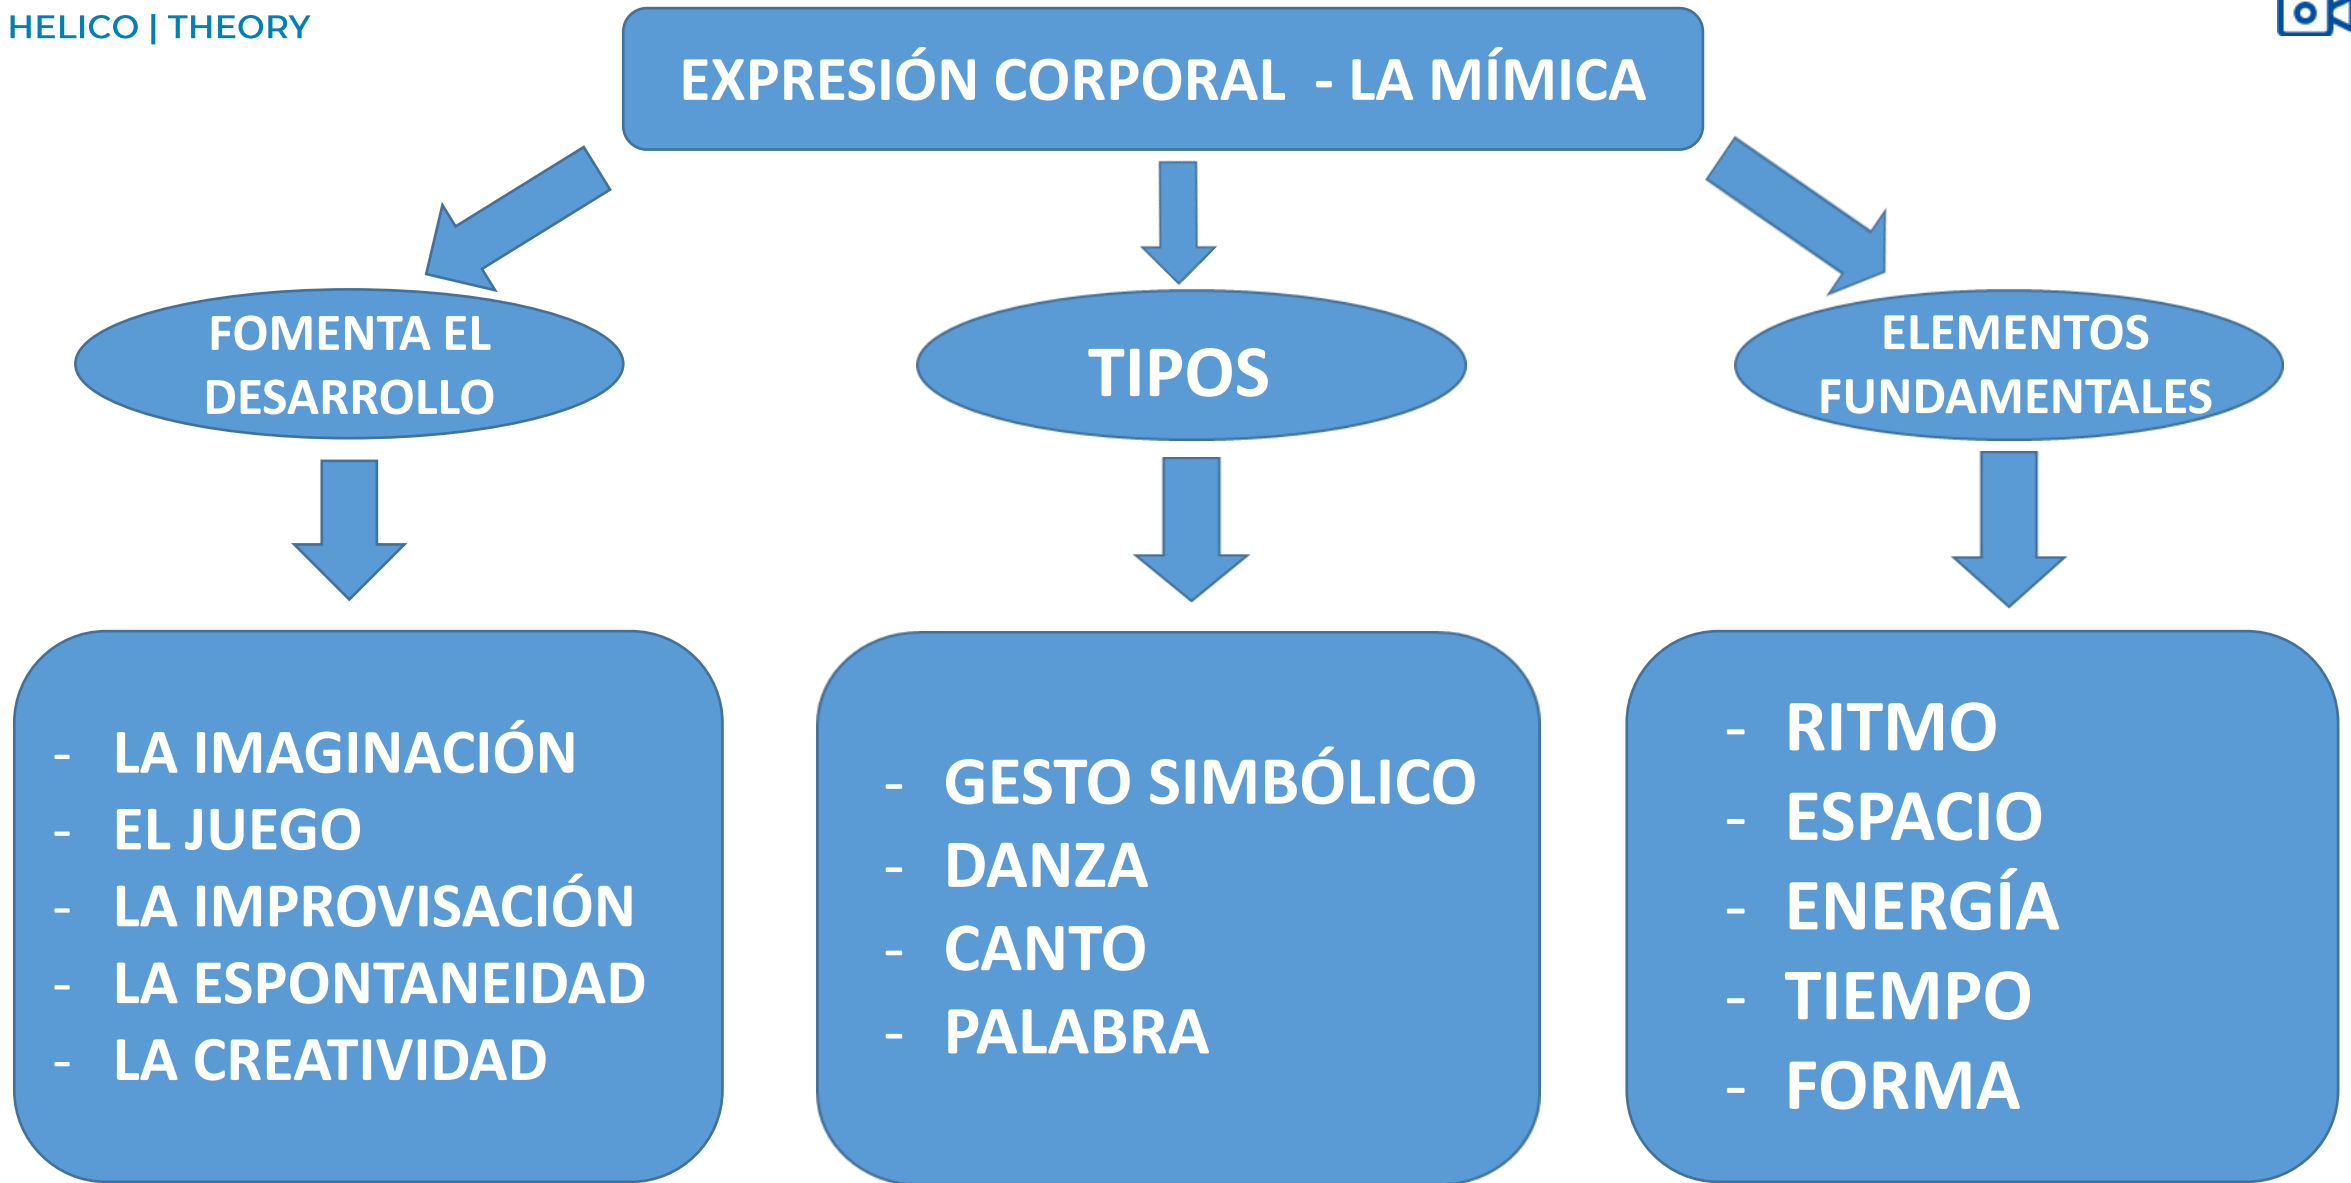 HELICO | THEORY
EXPRESIÓN CORPORAL - LA MÍMICA
FOMENTA EL
DESARROLLO
- LA IMAGINACIÓN
- EL JUEGO
- LA IMPROVISACIÓN
- LA ESPONTANEIDAD
- LA CREATIVIDAD
TIPOS
- GESTO SIMBÓLICO
- DANZA
- CANTO
- PALABRA
ELEMENTOS
FUNDAMENTALES
- RITMO
- ESPACIO
- ENERGÍA
- TIEMPO
- FORMA